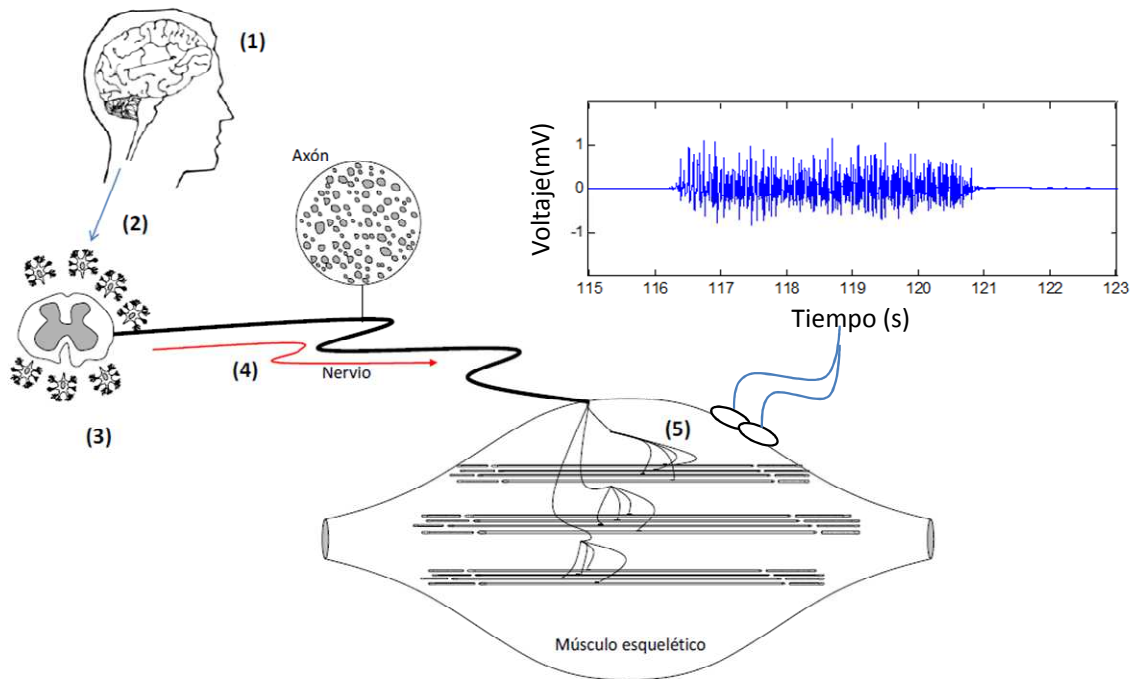 (1)
(2)
(3)
Axón
(4)
Nervio
(5)
Músculo esquelético
Voltaje(mV)
1
0
-1
115 116 117 118 119 120 121 122 123
Tiempo (s)